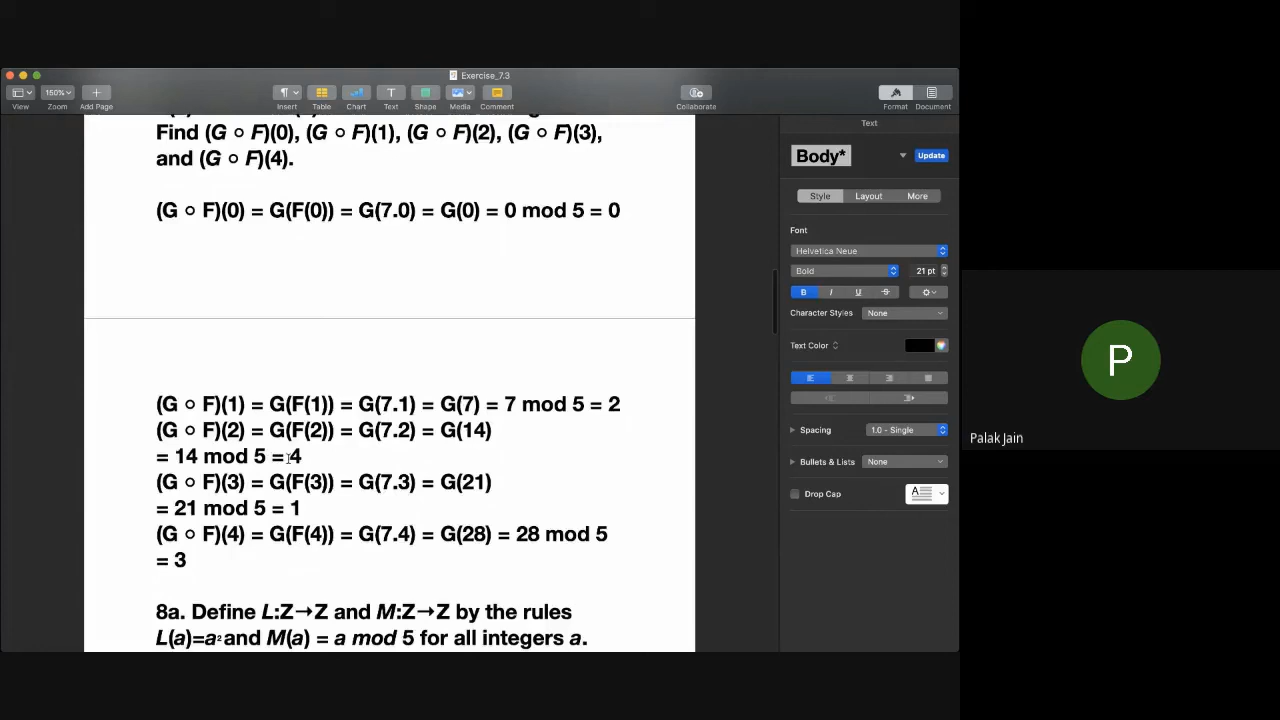 Exercise_7.3
150%
View
Zoom
Add Page
Insert
Table
Chart
Text
Shape
Media
Comment
Collaborate
Format
Document
Find (G ∘ F)(0), (G ∘ F)(1), (G ∘ F)(2), (G ∘ F)(3),
and (G ∘ F)(4).
(G ∘ F)(0) = G(F(0)) = G(7.0) = G(0) = 0 mod 5 = 0
(G ∘ F)(1) = G(F(1)) = G(7.1) = G(7) = 7 mod 5 = 2
(G ∘ F)(2) = G(F(2)) = G(7.2) = G(14)
= 14 mod 5 = 4
(G ∘ F)(3) = G(F(3)) = G(7.3) = G(21)
= 21 mod 5 = 1
(G ∘ F)(4) = G(F(4)) = G(7.4) = G(28) = 28 mod 5
= 3
8a. Define L:Z→Z and M:Z→Z by the rules
L(a)=a² and M(a) = a mod 5 for all integers a.
Text
Body*
Update
Style
Layout
More
Font
Helvetica Neue
Bold
21 pt
B
I
U
S
Character Styles
None
Text Color
Spacing
1.0 - Single
Bullets & Lists
None
Drop Cap
A
P
Palak Jain